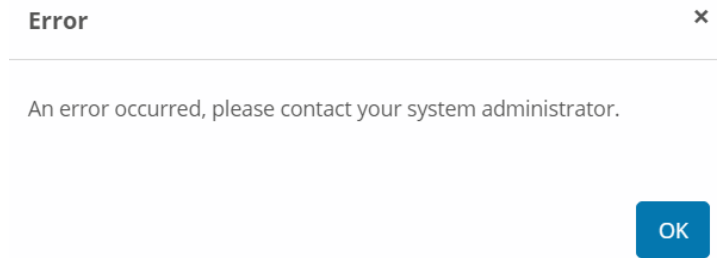 Error ×
An error occurred, please contact your system administrator.
OK